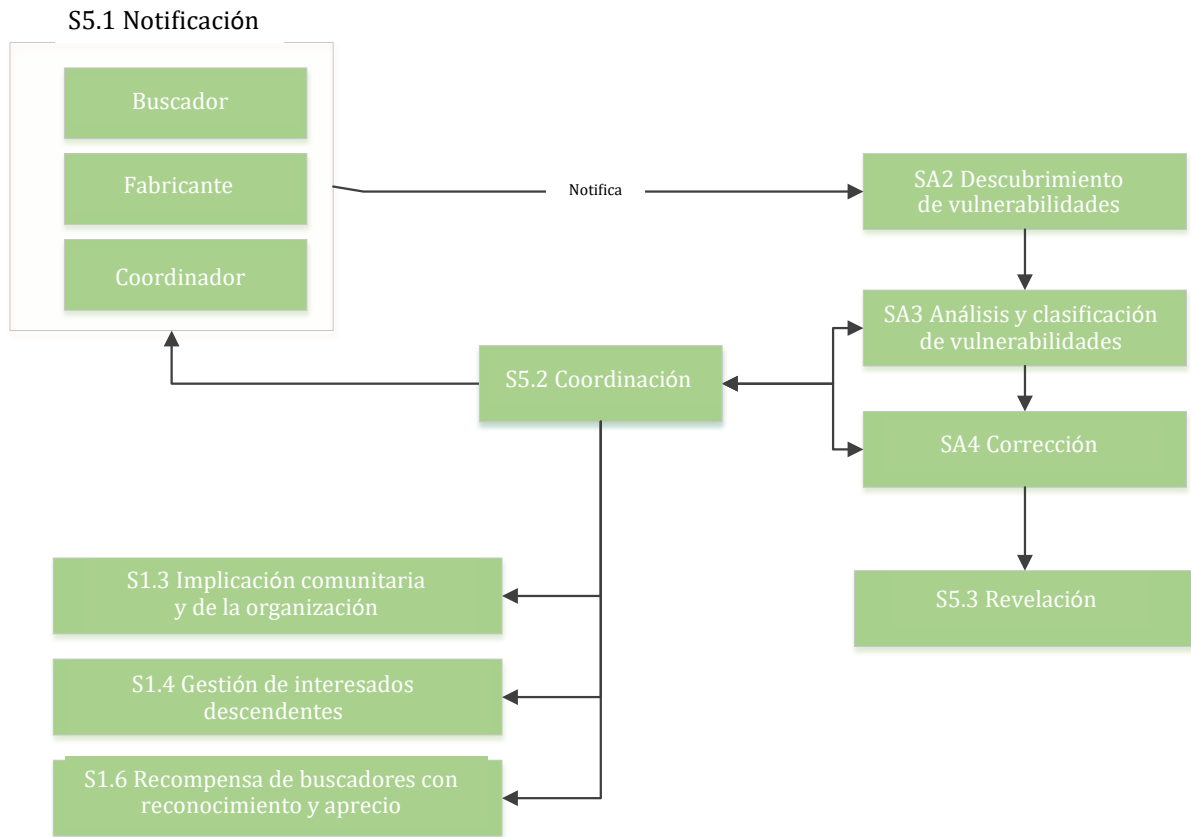 S5.1 Notificación
Buscador
Fabricante
Coordinador
Notifica
SA2 Descubrimiento
de vulnerabilidades
SA3 Análisis y clasificación
de vulnerabilidades
S5.2 Coordinación
SA4 Corrección
S1.3 Implicación comunitaria
y de la organización
S5.3 Revelación
S1.4 Gestión de interesados
descendentes
S1.6 Recompensa de buscadores con
reconocimiento y aprecio